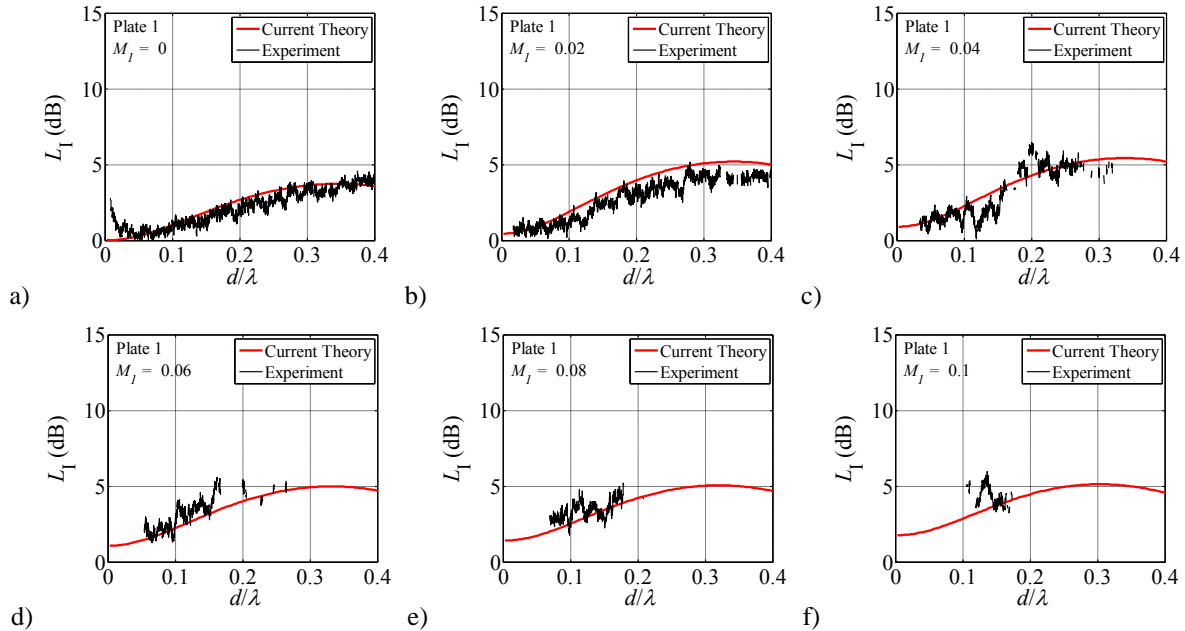 15
10
5
0
L_I (dB)
Plate 1
M_I = 0
Current Theory
Experiment
0 0.1 0.2 0.3 0.4
d/λ
a)
15
10
5
0
L_I (dB)
Plate 1
M_I = 0.02
Current Theory
Experiment
0 0.1 0.2 0.3 0.4
d/λ
b)
15
10
5
0
L_I (dB)
Plate 1
M_I = 0.04
Current Theory
Experiment
0 0.1 0.2 0.3 0.4
d/λ
c)
15
10
5
0
L_I (dB)
Plate 1
M_I = 0.06
Current Theory
Experiment
0 0.1 0.2 0.3 0.4
d/λ
d)
15
10
5
0
L_I (dB)
Plate 1
M_I = 0.08
Current Theory
Experiment
0 0.1 0.2 0.3 0.4
d/λ
e)
15
10
5
0
L_I (dB)
Plate 1
M_I = 0.1
Current Theory
Experiment
0 0.1 0.2 0.3 0.4
d/λ
f)